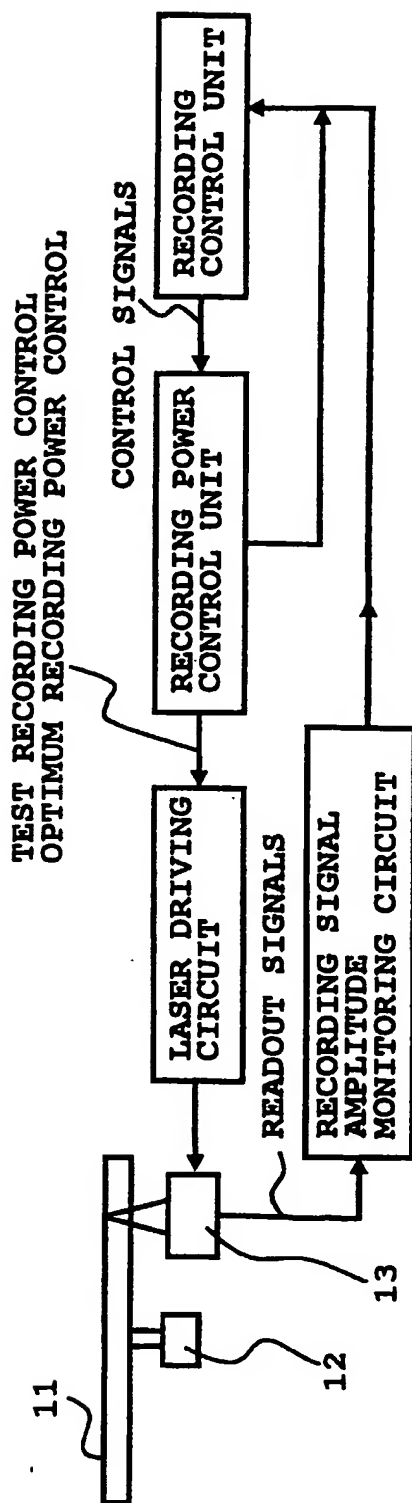 11
12
13
LASER DRIVING
CIRCUIT
TEST RECORDING POWER CONTROL
OPTIMUM RECORDING POWER CONTROL
RECORDING POWER
CONTROL UNIT
CONTROL SIGNALS
RECORDING
CONTROL UNIT
READOUT SIGNALS
RECORDING SIGNAL
AMPLITUDE
MONITORING CIRCUIT